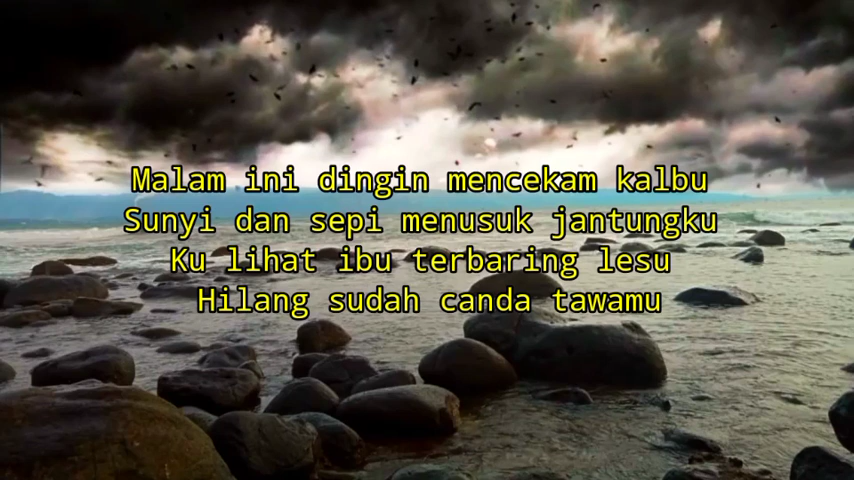 Malam ini dingin mencekam kalbu
Sunyi dan sepi menusuk jantungku
Ku lihat ibu terbaring lesu
Hilang sudah canda tawamu